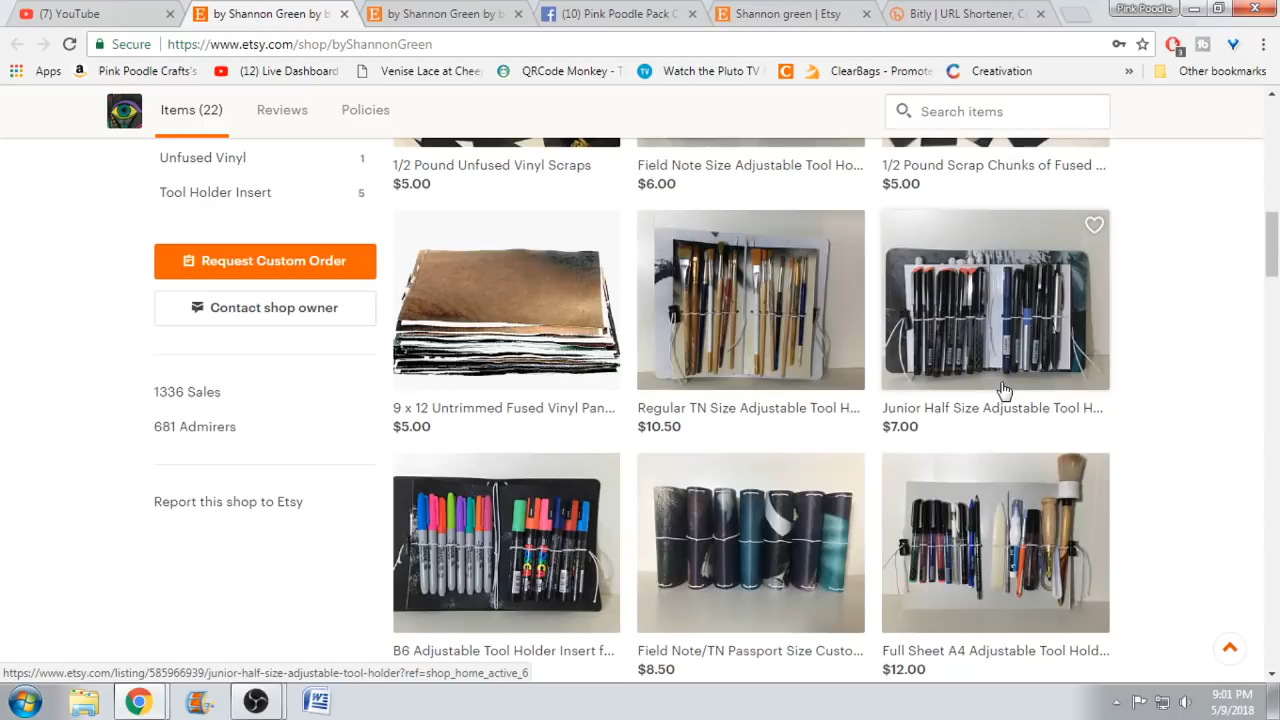 (7) YouTube
by Shannon Green by b
by Shannon Green by b
(10) Pink Poodle Pack C
Shannon green | Etsy
Bitly | URL Shortener, C
Pink Poodle
Secure
https://www.etsy.com/shop/byShannonGreen
Apps
Pink Poodle Crafts's
(12) Live Dashboard
Venise Lace at Chee
QRCode Monkey - T
Watch the Pluto TV
ClearBags - Promote
Creativation
»
Other bookmarks
Items (22)
Reviews
Policies
Search items
Unfused Vinyl 1
Tool Holder Insert 5
1/2 Pound Unfused Vinyl Scraps
$5.00
Field Note Size Adjustable Tool Ho...
$6.00
1/2 Pound Scrap Chunks of Fused ...
$5.00
Request Custom Order
Contact shop owner
1336 Sales
681 Admirers
Report this shop to Etsy
9 x 12 Untrimmed Fused Vinyl Pan...
$5.00
Regular TN Size Adjustable Tool H...
$10.50
Junior Half Size Adjustable Tool H...
$7.00
B6 Adjustable Tool Holder Insert f...
Field Note/TN Passport Size Custo...
$8.50
Full Sheet A4 Adjustable Tool Hold...
$12.00
https://www.etsy.com/listing/585966939/junior-half-size-adjustable-tool-holder?ref=shop_home_active_6
9:01 PM
5/9/2018